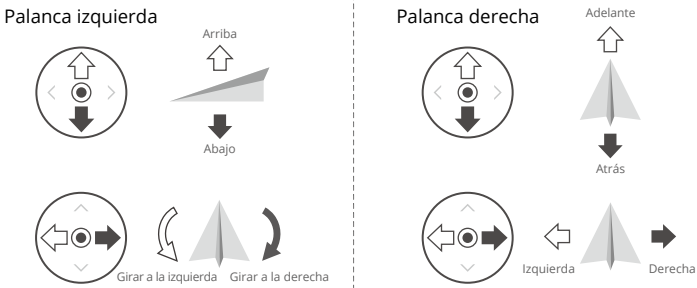 Palanca izquierda
Arriba
Abajo
Girar a la izquierda
Girar a la derecha
Palanca derecha
Adelante
Atrás
Izquierda
Derecha